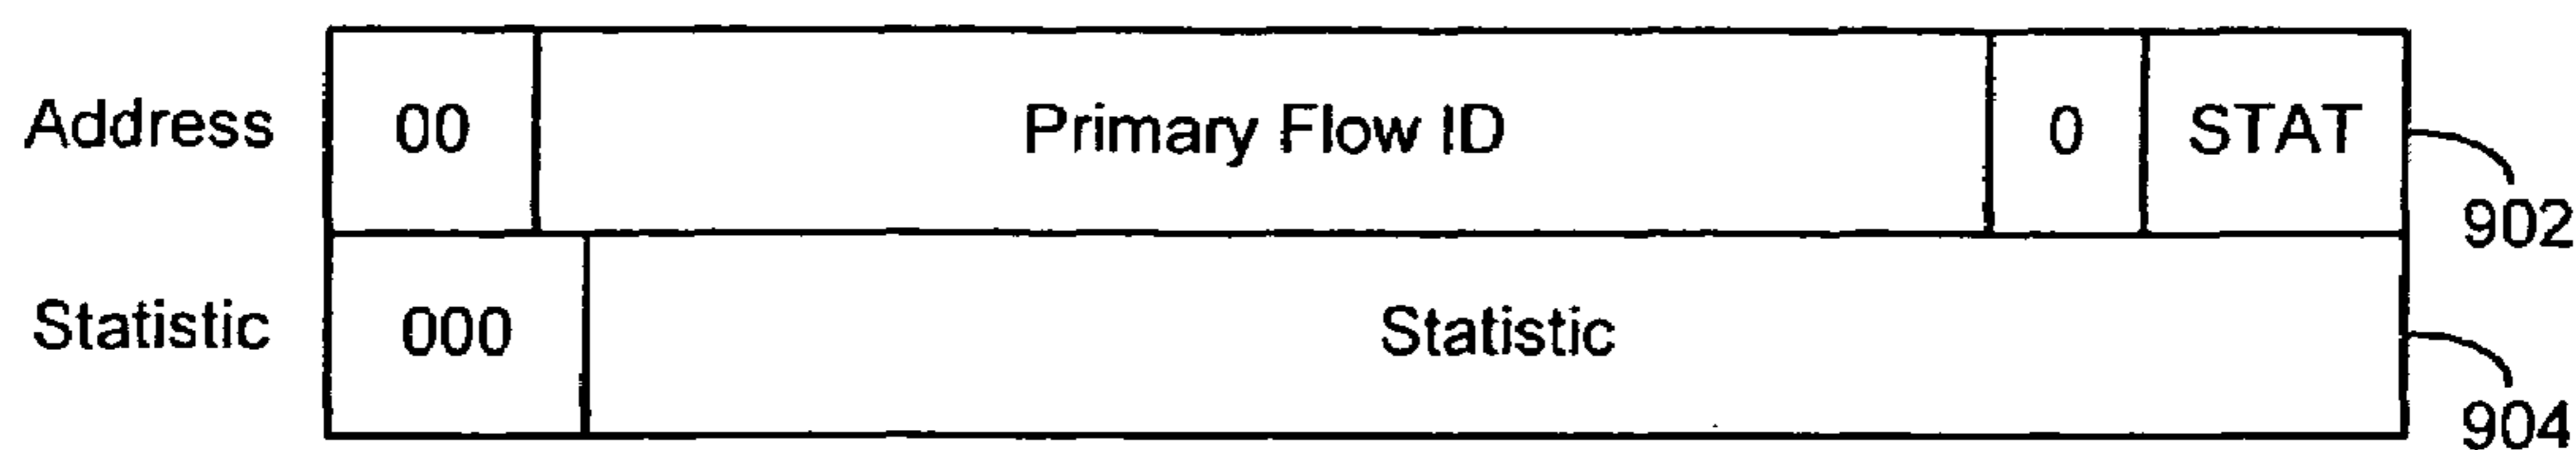 Address 00 Primary Flow ID 0 STAT
902
Statistic 000 Statistic
904